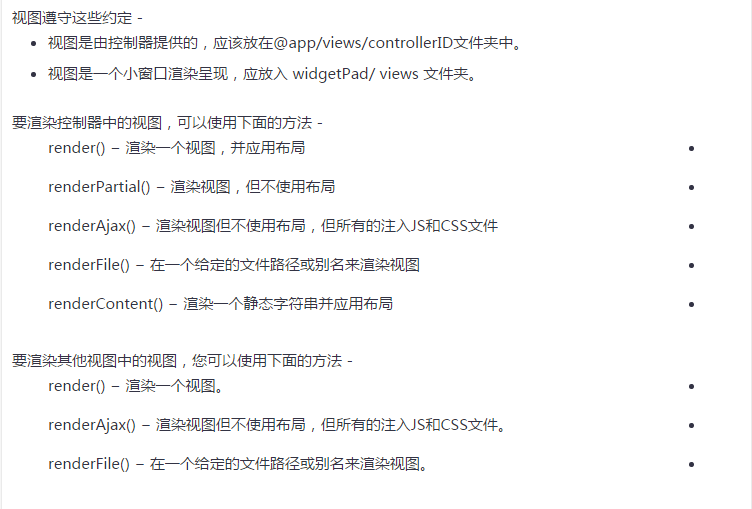 视图遵守这些约定 -
• 视图是由控制器提供的，应该放在@app/views/controllerID文件夹中。
• 视图是一个小窗口渲染呈现，应放入 widgetPad/ views 文件夹。
要渲染控制器中的视图，可以使用下面的方法 -
render() − 渲染一个视图，并应用布局 •
renderPartial() − 渲染视图，但不使用布局 •
renderAjax() − 渲染视图但不使用布局，但所有的注入JS和CSS文件 •
renderFile() − 在一个给定的文件路径或别名来渲染视图 •
renderContent() − 渲染一个静态字符串并应用布局 •
要渲染其他视图中的视图，您可以使用下面的方法 -
render() − 渲染一个视图。 •
renderAjax() − 渲染视图但不使用布局，但所有的注入JS和CSS文件。 •
renderFile() − 在一个给定的文件路径或别名来渲染视图。 •